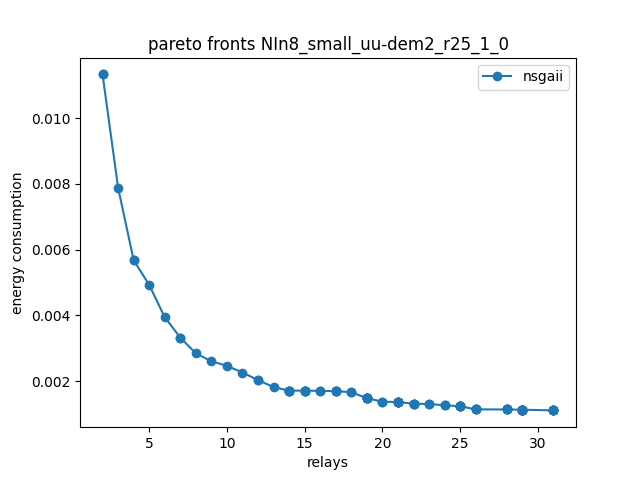 pareto fronts NIn8_small_uu-dem2_r25_1_0
nsgaii
0.010
0.008
0.006
0.004
0.002
energy consumption
5 10 15 20 25 30
relays